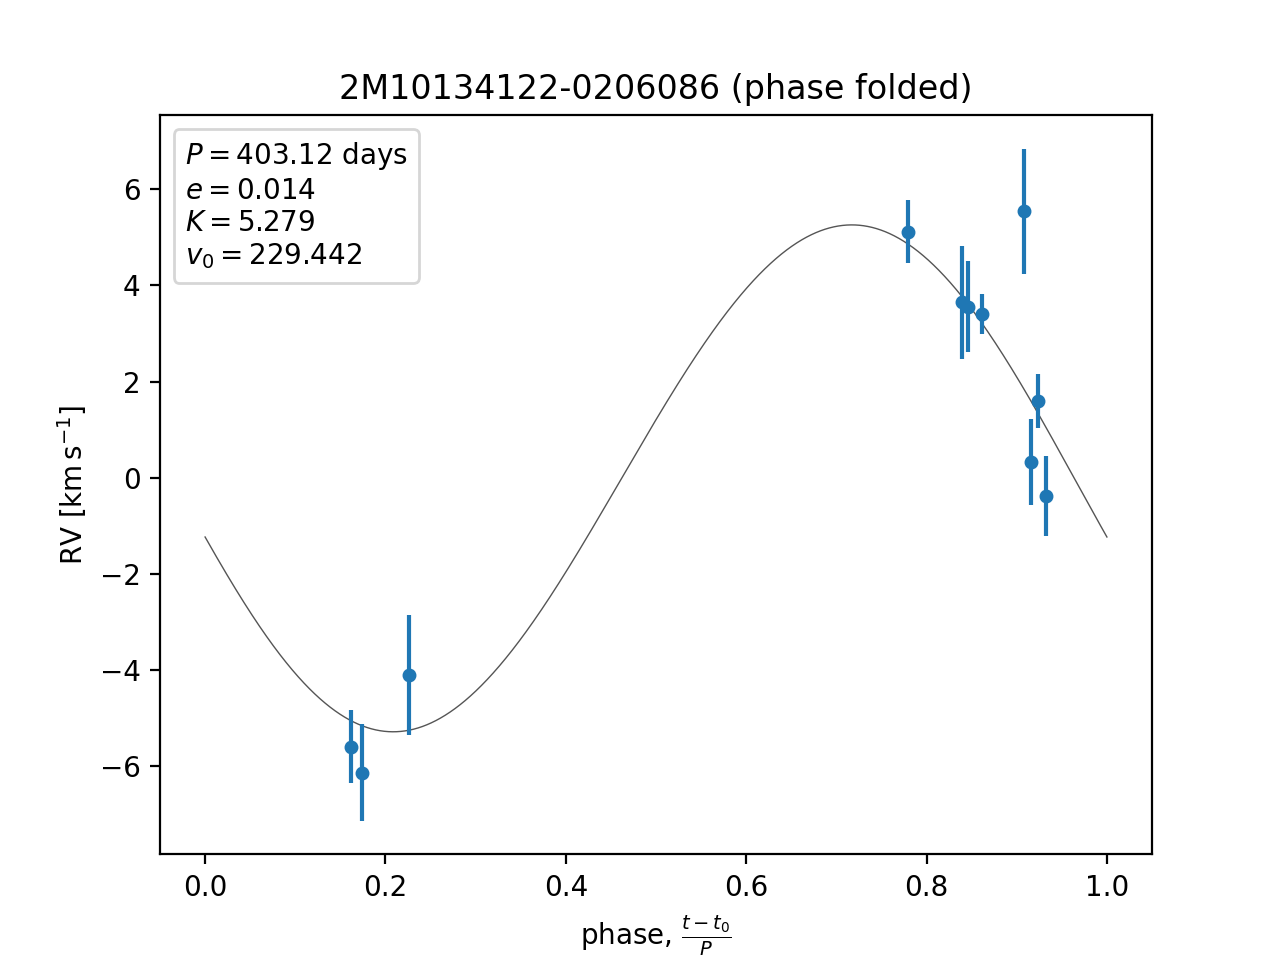 2M10134122-0206086 (phase folded)
P = 403.12 days
e = 0.014
K = 5.279
v₀ = 229.442
6
4
2
0
−2
−4
−6
RV [km s⁻¹]
0.0 0.2 0.4 0.6 0.8 1.0
phase, (t − t₀)/P